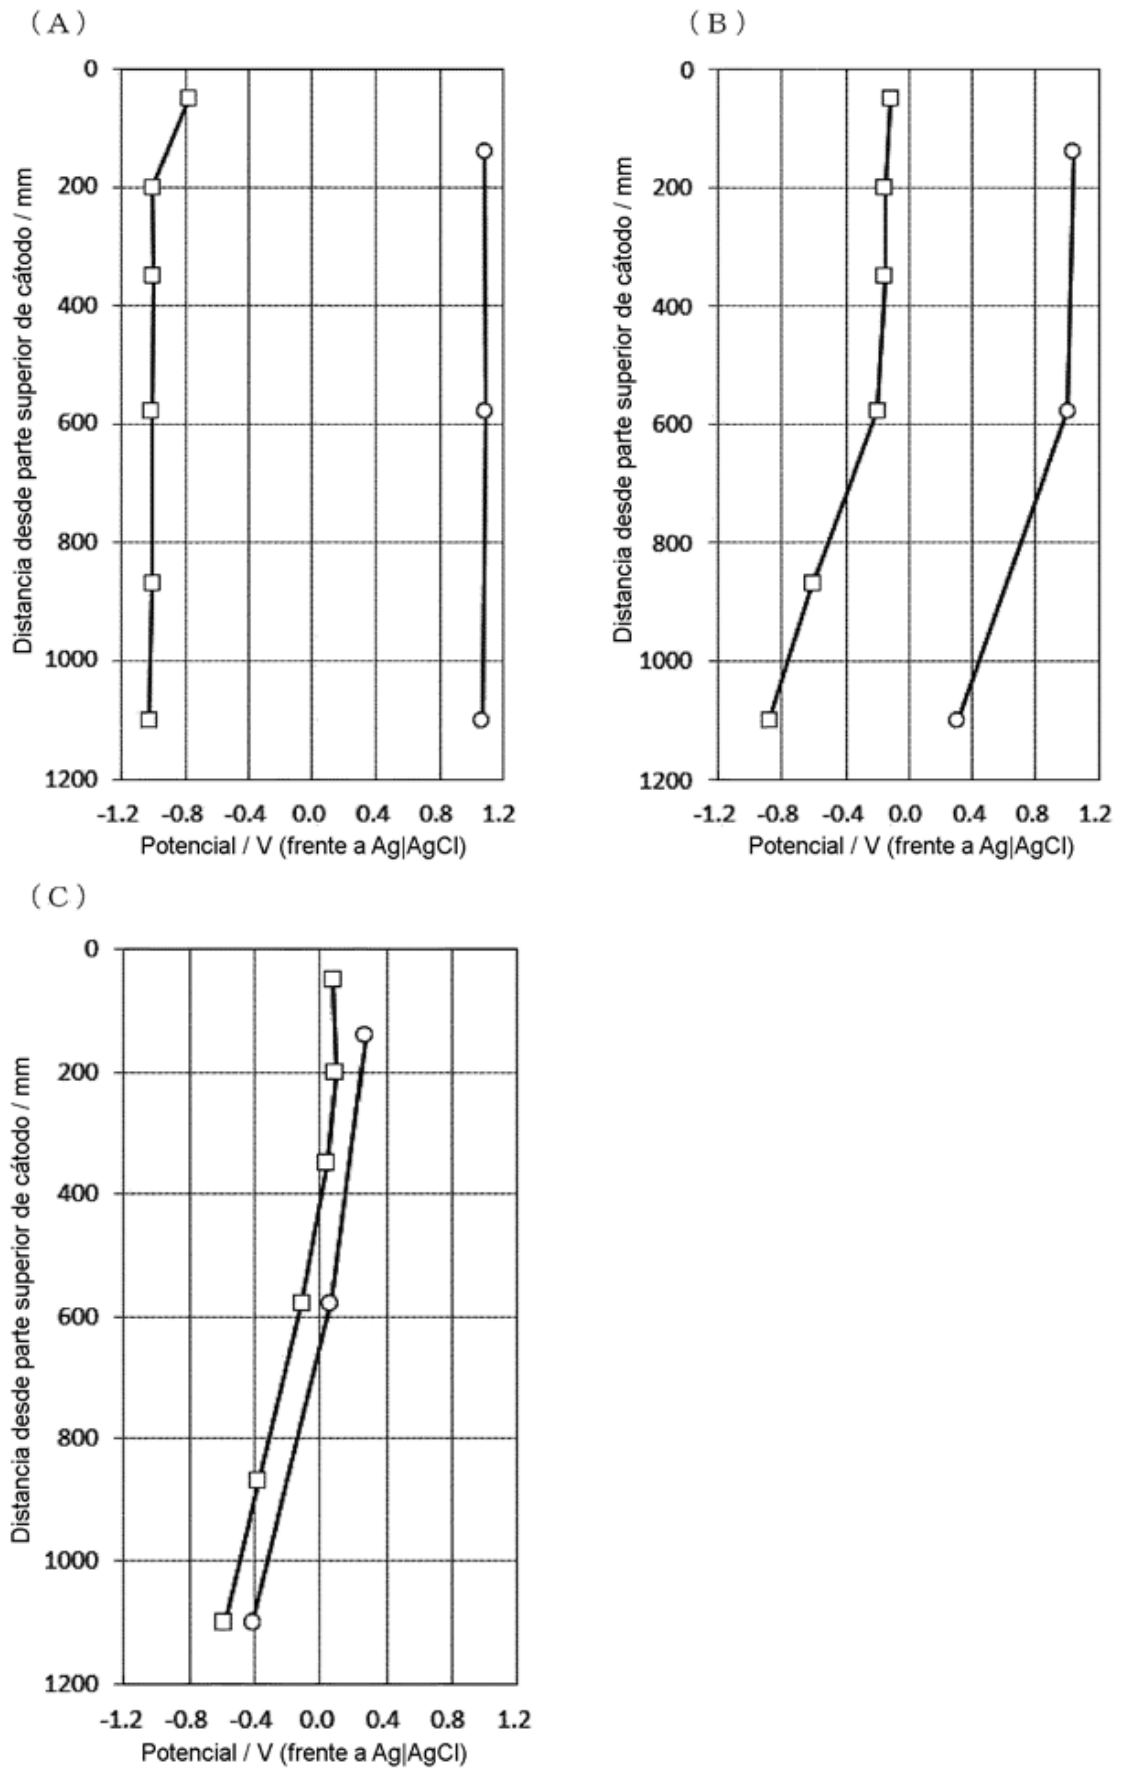 (A)
0
200
400
600
800
1000
1200
Distancia desde parte superior de cátodo / mm
-1.2 -0.8 -0.4 0.0 0.4 0.8 1.2
Potencial / V (frente a Ag|AgCl)
(B)
0
200
400
600
800
1000
1200
Distancia desde parte superior de cátodo / mm
-1.2 -0.8 -0.4 0.0 0.4 0.8 1.2
Potencial / V (frente a Ag|AgCl)
(C)
0
200
400
600
800
1000
1200
Distancia desde parte superior de cátodo / mm
-1.2 -0.8 -0.4 0.0 0.4 0.8 1.2
Potencial / V (frente a Ag|AgCl)